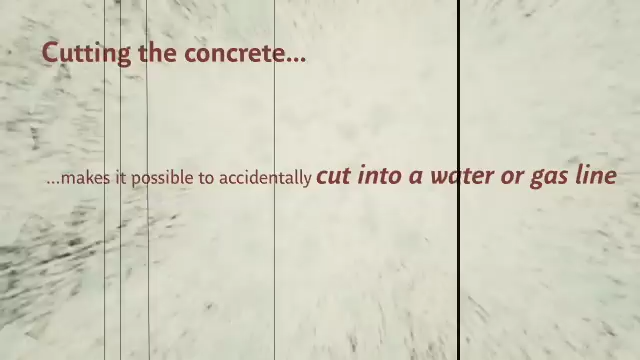 Cutting the concrete...
...makes it possible to accidentally cut into a water or gas line